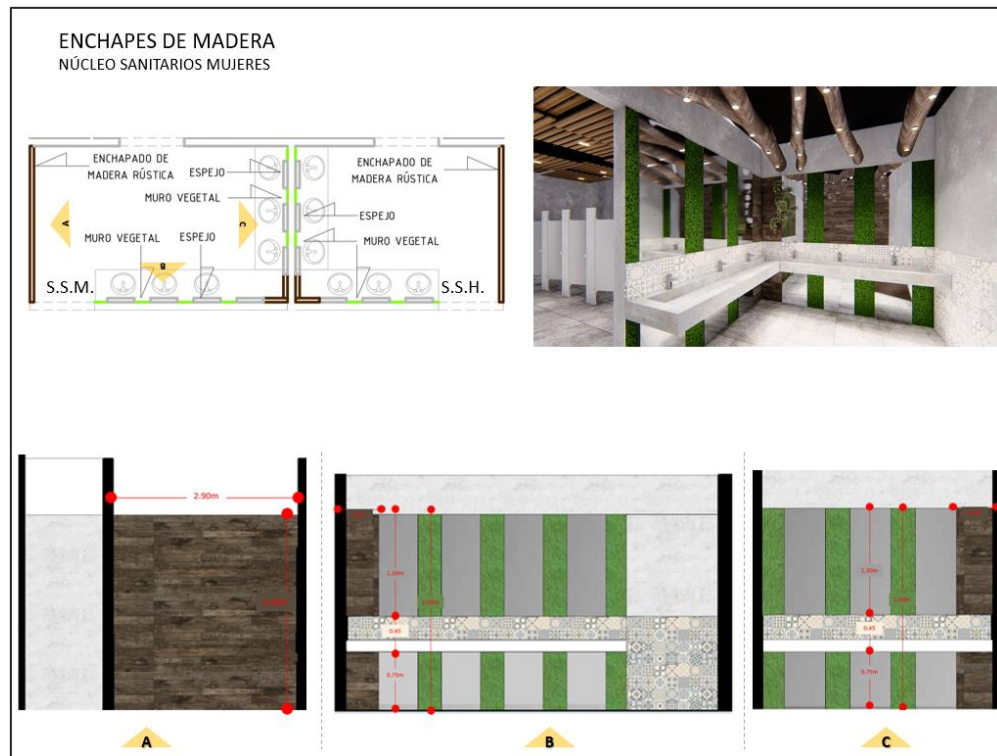 ENCHAPES DE MADERA
NÚCLEO SANITARIOS MUJERES
ENCHAPADO DE
MADERA RÚSTICA
ESPEJO
MURO VEGETAL
ENCHAPADO DE
MADERA RÚSTICA
ESPEJO
MURO VEGETAL
MURO VEGETAL
ESPEJO
A
C
B
S.S.M.
S.S.H.
2.90m
1.30m
0.45
0.75m
1.30m
0.45
0.75m
A
B
C